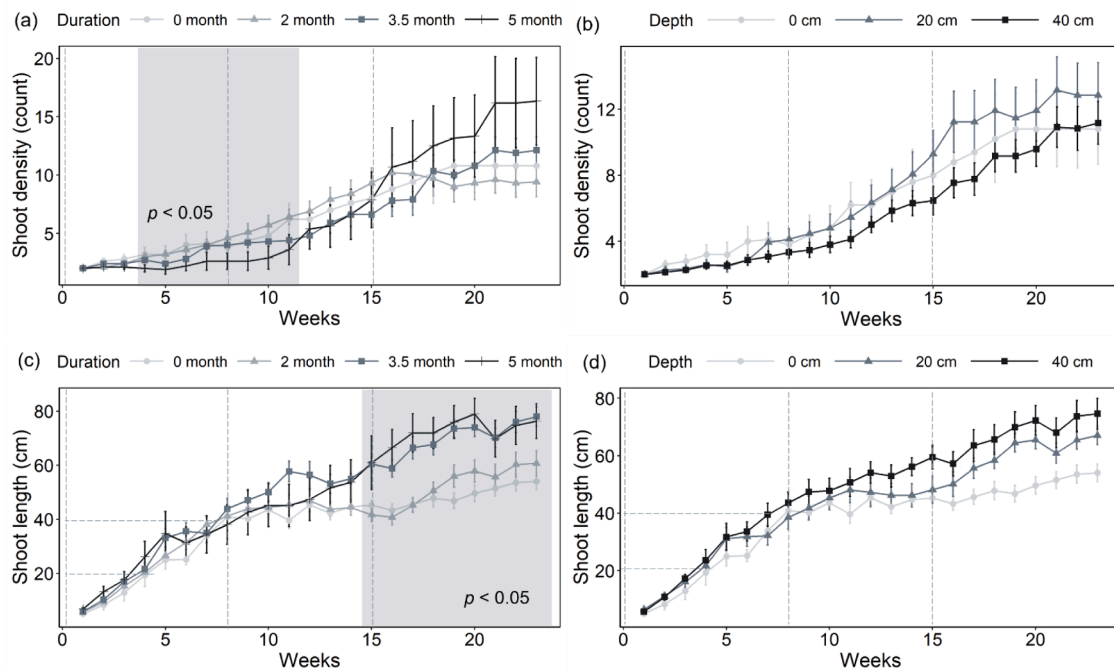 (a) Duration 0 month 2 month 3.5 month 5 month
Shoot density (count)
20
15
10
5
p < 0.05
0 5 10 15 20
Weeks
(b) Depth 0 cm 20 cm 40 cm
Shoot density (count)
12
8
4
0 5 10 15 20
Weeks
(c) Duration 0 month 2 month 3.5 month 5 month
Shoot length (cm)
80
60
40
20
p < 0.05
0 5 10 15 20
Weeks
(d) Depth 0 cm 20 cm 40 cm
Shoot length (cm)
80
60
40
20
0 5 10 15 20
Weeks